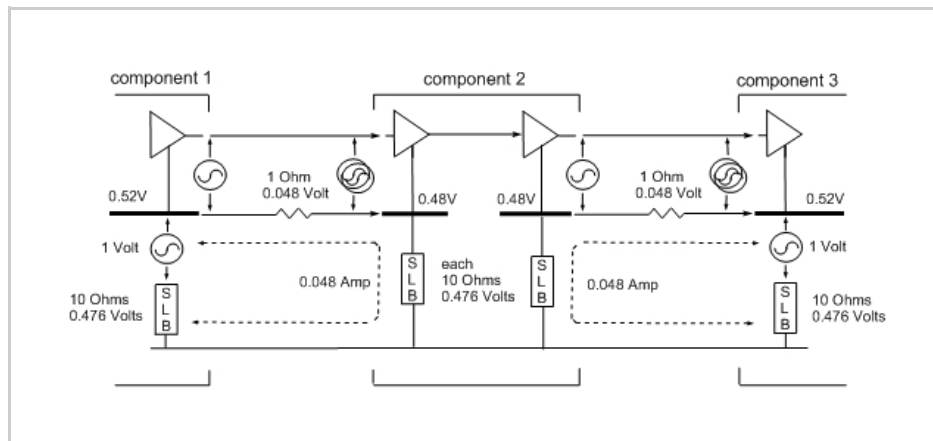 component 1
component 2
component 3
1 Ohm
0.048 Volt
1 Ohm
0.048 Volt
0.52V
0.48V
0.48V
0.52V
1 Volt
1 Volt
S
L
B
each
10 Ohms
0.476 Volts
S
L
B
0.048 Amp
0.048 Amp
10 Ohms
0.476 Volts
S
L
B
S
L
B
10 Ohms
0.476 Volts